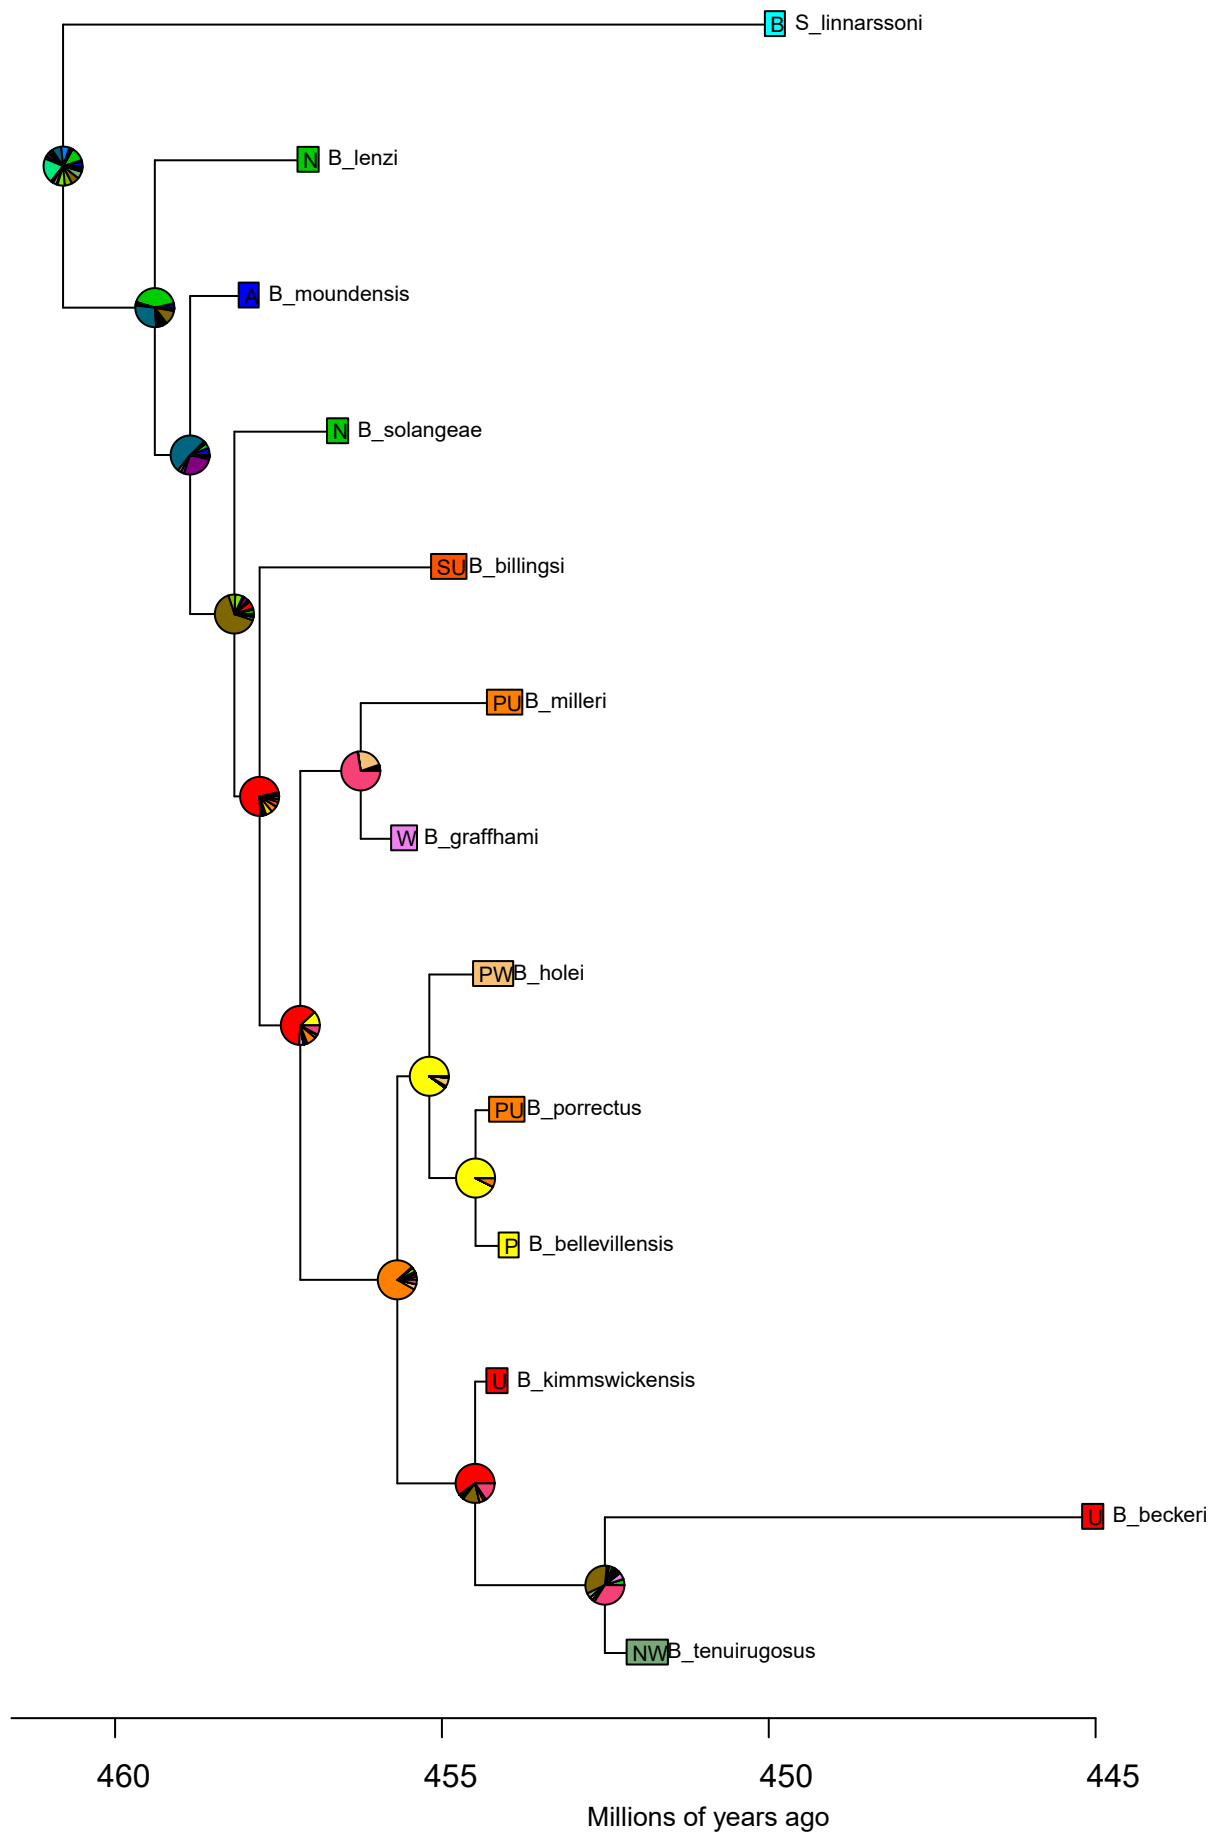 B S_linnarssoni
N B_lenzi
A B_moundensis
N B_solangeae
SU B_billingsi
PU B_milleri
W B_graffhami
PW B_holei
PU B_porrectus
P B_bellevillensis
U B_kimmswickensis
U B_beckeri
NW B_tenuirugosus
460 455 450 445
Millions of years ago